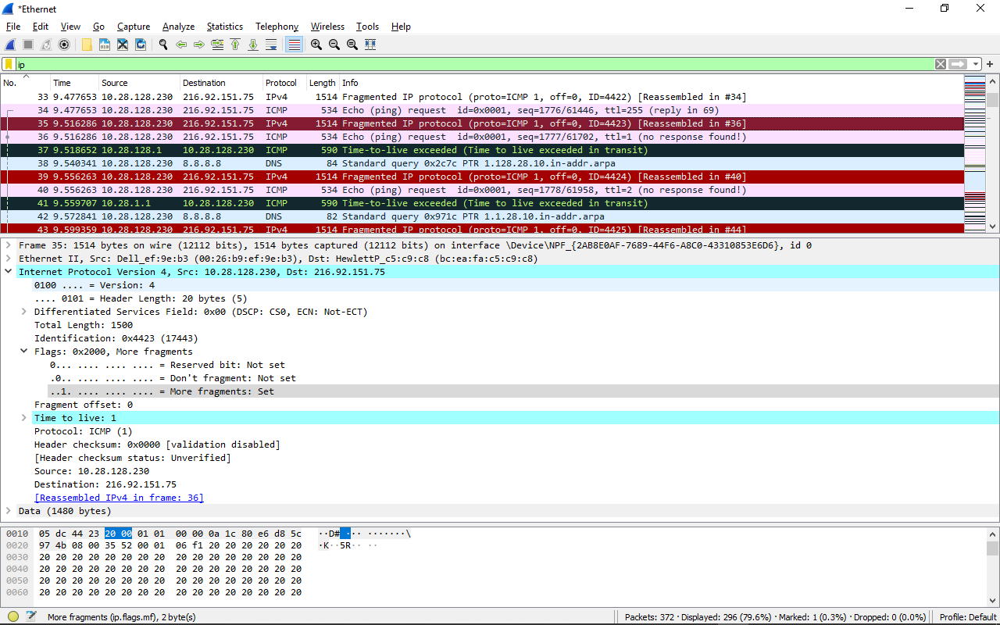 *Ethernet
File Edit View Go Capture Analyze Statistics Telephony Wireless Tools Help
ip
No. Time Source Destination Protocol Length Info
33 9.477653 10.28.128.230 216.92.151.75 IPv4 1514 Fragmented IP protocol (proto=ICMP 1, off=0, ID=4422) [Reassembled in #34]
34 9.477653 10.28.128.230 216.92.151.75 ICMP 534 Echo (ping) request id=0x0001, seq=1776/61446, ttl=255 (reply in 69)
35 9.516286 10.28.128.230 216.92.151.75 IPv4 1514 Fragmented IP protocol (proto=ICMP 1, off=0, ID=4423) [Reassembled in #36]
36 9.516286 10.28.128.230 216.92.151.75 ICMP 534 Echo (ping) request id=0x0001, seq=1777/61702, ttl=1 (no response found!)
37 9.518652 10.28.128.1 10.28.128.230 ICMP 590 Time-to-live exceeded (Time to live exceeded in transit)
38 9.540341 10.28.128.230 8.8.8.8 DNS 84 Standard query 0x2c7c PTR 1.128.28.10.in-addr.arpa
39 9.556263 10.28.128.230 216.92.151.75 IPv4 1514 Fragmented IP protocol (proto=ICMP 1, off=0, ID=4424) [Reassembled in #40]
40 9.556263 10.28.128.230 216.92.151.75 ICMP 534 Echo (ping) request id=0x0001, seq=1778/61958, ttl=2 (no response found!)
41 9.559707 10.28.1.1 10.28.128.230 ICMP 590 Time-to-live exceeded (Time to live exceeded in transit)
42 9.572841 10.28.128.230 8.8.8.8 DNS 82 Standard query 0x971c PTR 1.1.28.10.in-addr.arpa
43 9.599359 10.28.128.230 216.92.151.75 IPv4 1514 Fragmented IP protocol (proto=ICMP 1, off=0, ID=4425) [Reassembled in #44]
Frame 35: 1514 bytes on wire (12112 bits), 1514 bytes captured (12112 bits) on interface \Device\NPF_{2AB8E0AF-7689-44F6-A8C0-43310853E6D6}, id 0
Ethernet II, Src: Dell_ef:9e:b3 (00:26:b9:ef:9e:b3), Dst: HewlettP_c5:c9:c8 (bc:ea:fa:c5:c9:c8)
Internet Protocol Version 4, Src: 10.28.128.230, Dst: 216.92.151.75
0100 .... = Version: 4
.... 0101 = Header Length: 20 bytes (5)
Differentiated Services Field: 0x00 (DSCP: CS0, ECN: Not-ECT)
Total Length: 1500
Identification: 0x4423 (17443)
Flags: 0x2000, More fragments
0... .... .... .... = Reserved bit: Not set
.0.. .... .... .... = Don't fragment: Not set
..1. .... .... .... = More fragments: Set
Fragment offset: 0
Time to live: 1
Protocol: ICMP (1)
Header checksum: 0x0000 [validation disabled]
[Header checksum status: Unverified]
Source: 10.28.128.230
Destination: 216.92.151.75
[Reassembled IPv4 in frame: 36]
Data (1480 bytes)
0010 05 dc 44 23 20 00 01 01 00 00 0a 1c 80 e6 d8 5c ··D# ··· ·······\
0020 97 4b 08 00 35 52 00 01 06 f1 20 20 20 20 20 20 ·K··5R·· ··
0030 20 20 20 20 20 20 20 20 20 20 20 20 20 20 20 20
0040 20 20 20 20 20 20 20 20 20 20 20 20 20 20 20 20
0050 20 20 20 20 20 20 20 20 20 20 20 20 20 20 20 20
0060 20 20 20 20 20 20 20 20 20 20 20 20 20 20 20 20
More fragments (ip.flags.mf), 2 byte(s) Packets: 372 · Displayed: 296 (79.6%) · Marked: 1 (0.3%) · Dropped: 0 (0.0%) Profile: Default